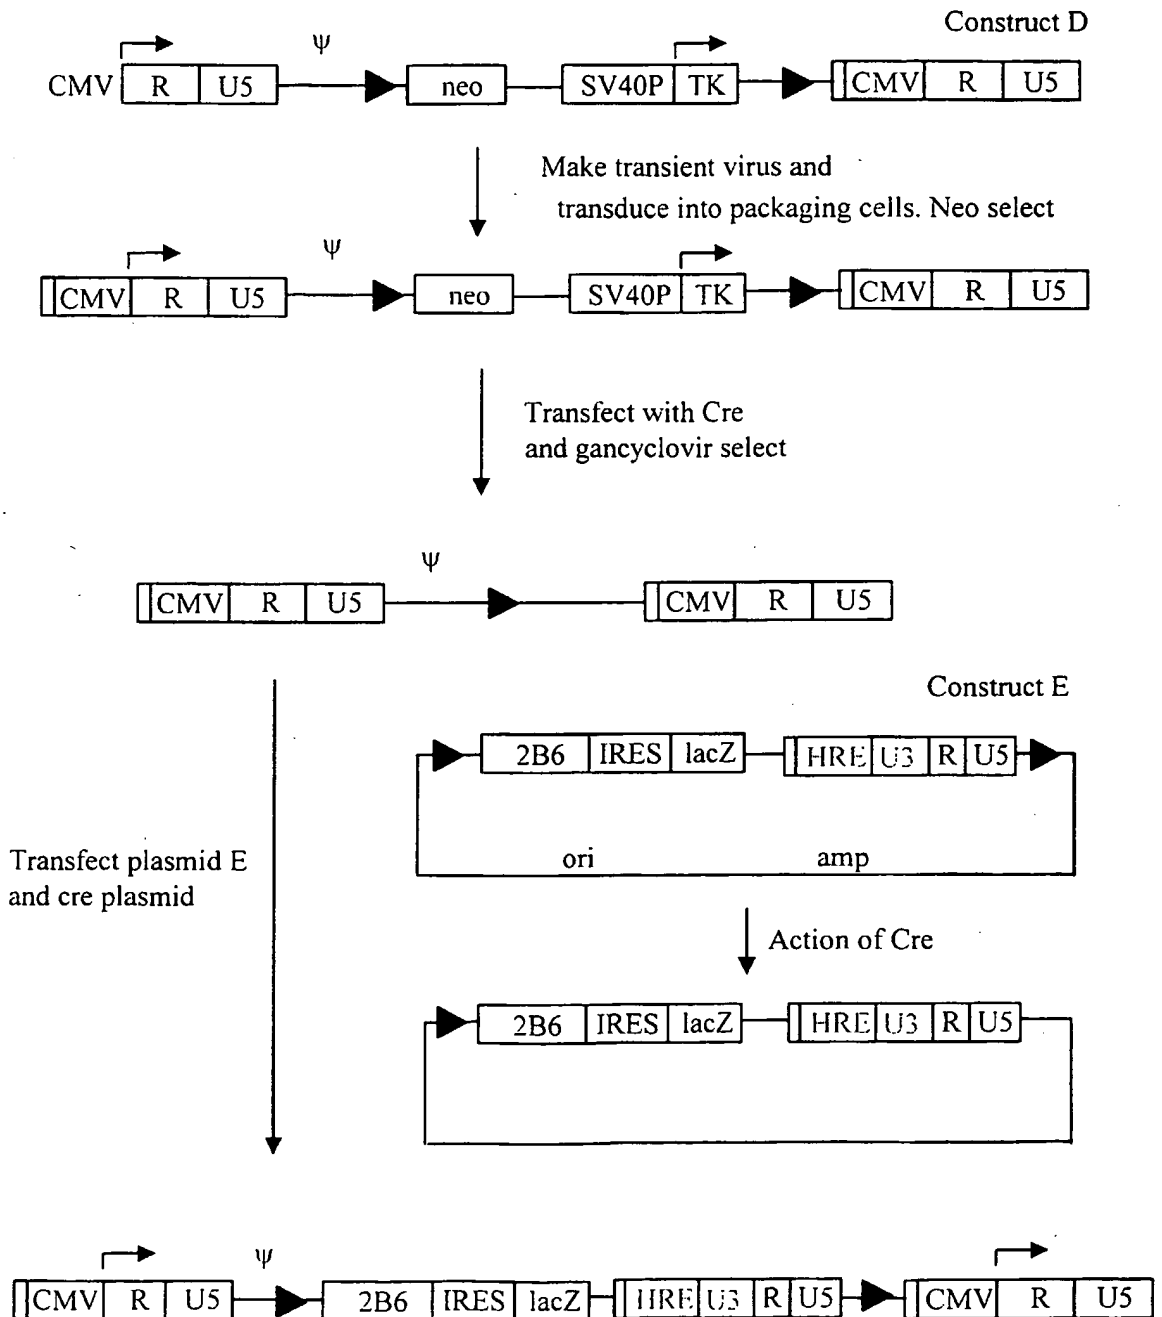 Construct D
ψ
CMV R U5 neo SV40P TK CMV R U5
Make transient virus and
transduce into packaging cells. Neo select
ψ
CMV R U5 neo SV40P TK CMV R U5
Transfect with Cre
and gancyclovir select
ψ
CMV R U5 CMV R U5
Construct E
2B6 IRES lacZ HRE U3 R U5
ori amp
Transfect plasmid E
and cre plasmid
Action of Cre
2B6 IRES lacZ HRE U3 R U5
ψ
CMV R U5 2B6 IRES lacZ HRE U3 R U5 CMV R U5